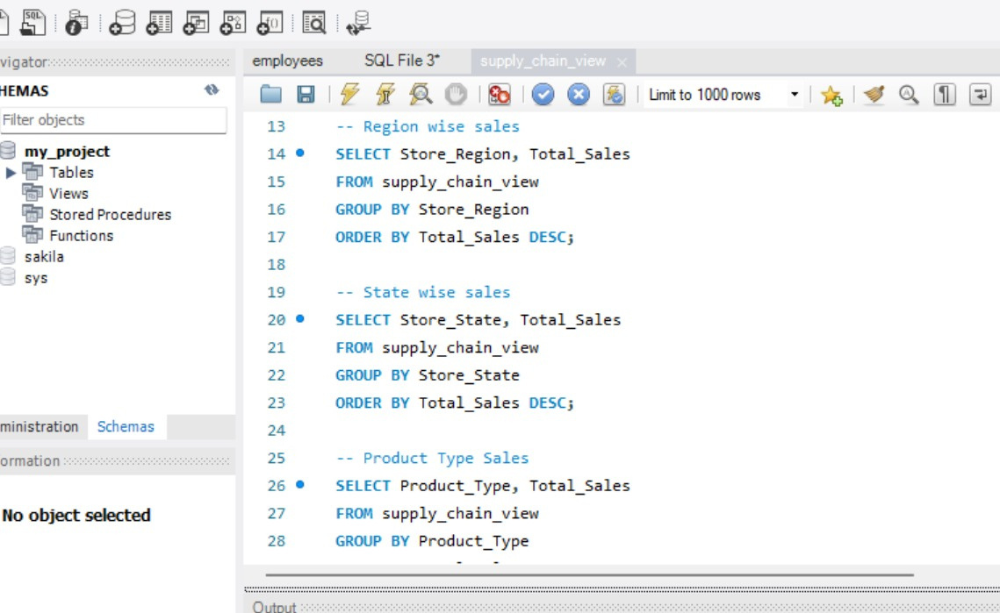 SQL
vigator
HEMAS
Filter objects
my_project
Tables
Views
Stored Procedures
Functions
sakila
sys
ministration Schemas
ormation
No object selected
employees SQL File 3* supply_chain_view
Limit to 1000 rows
13 -- Region wise sales
14 SELECT Store_Region, Total_Sales
15 FROM supply_chain_view
16 GROUP BY Store_Region
17 ORDER BY Total_Sales DESC;
18
19 -- State wise sales
20 SELECT Store_State, Total_Sales
21 FROM supply_chain_view
22 GROUP BY Store_State
23 ORDER BY Total_Sales DESC;
24
25 -- Product Type Sales
26 SELECT Product_Type, Total_Sales
27 FROM supply_chain_view
28 GROUP BY Product_Type
Output